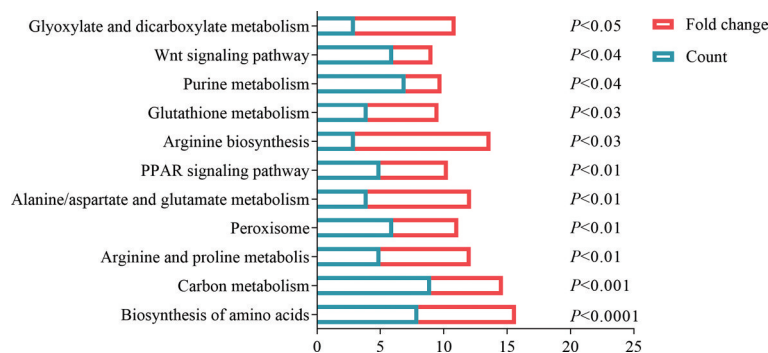 Glyoxylate and dicarboxylate metabolism P<0.05
Wnt signaling pathway P<0.04
Purine metabolism P<0.04
Glutathione metabolism P<0.03
Arginine biosynthesis P<0.03
PPAR signaling pathway P<0.01
Alanine/aspartate and glutamate metabolism P<0.01
Peroxisome P<0.01
Arginine and proline metabolis P<0.01
Carbon metabolism P<0.001
Biosynthesis of amino acids P<0.0001
0 5 10 15 20 25
Fold change
Count